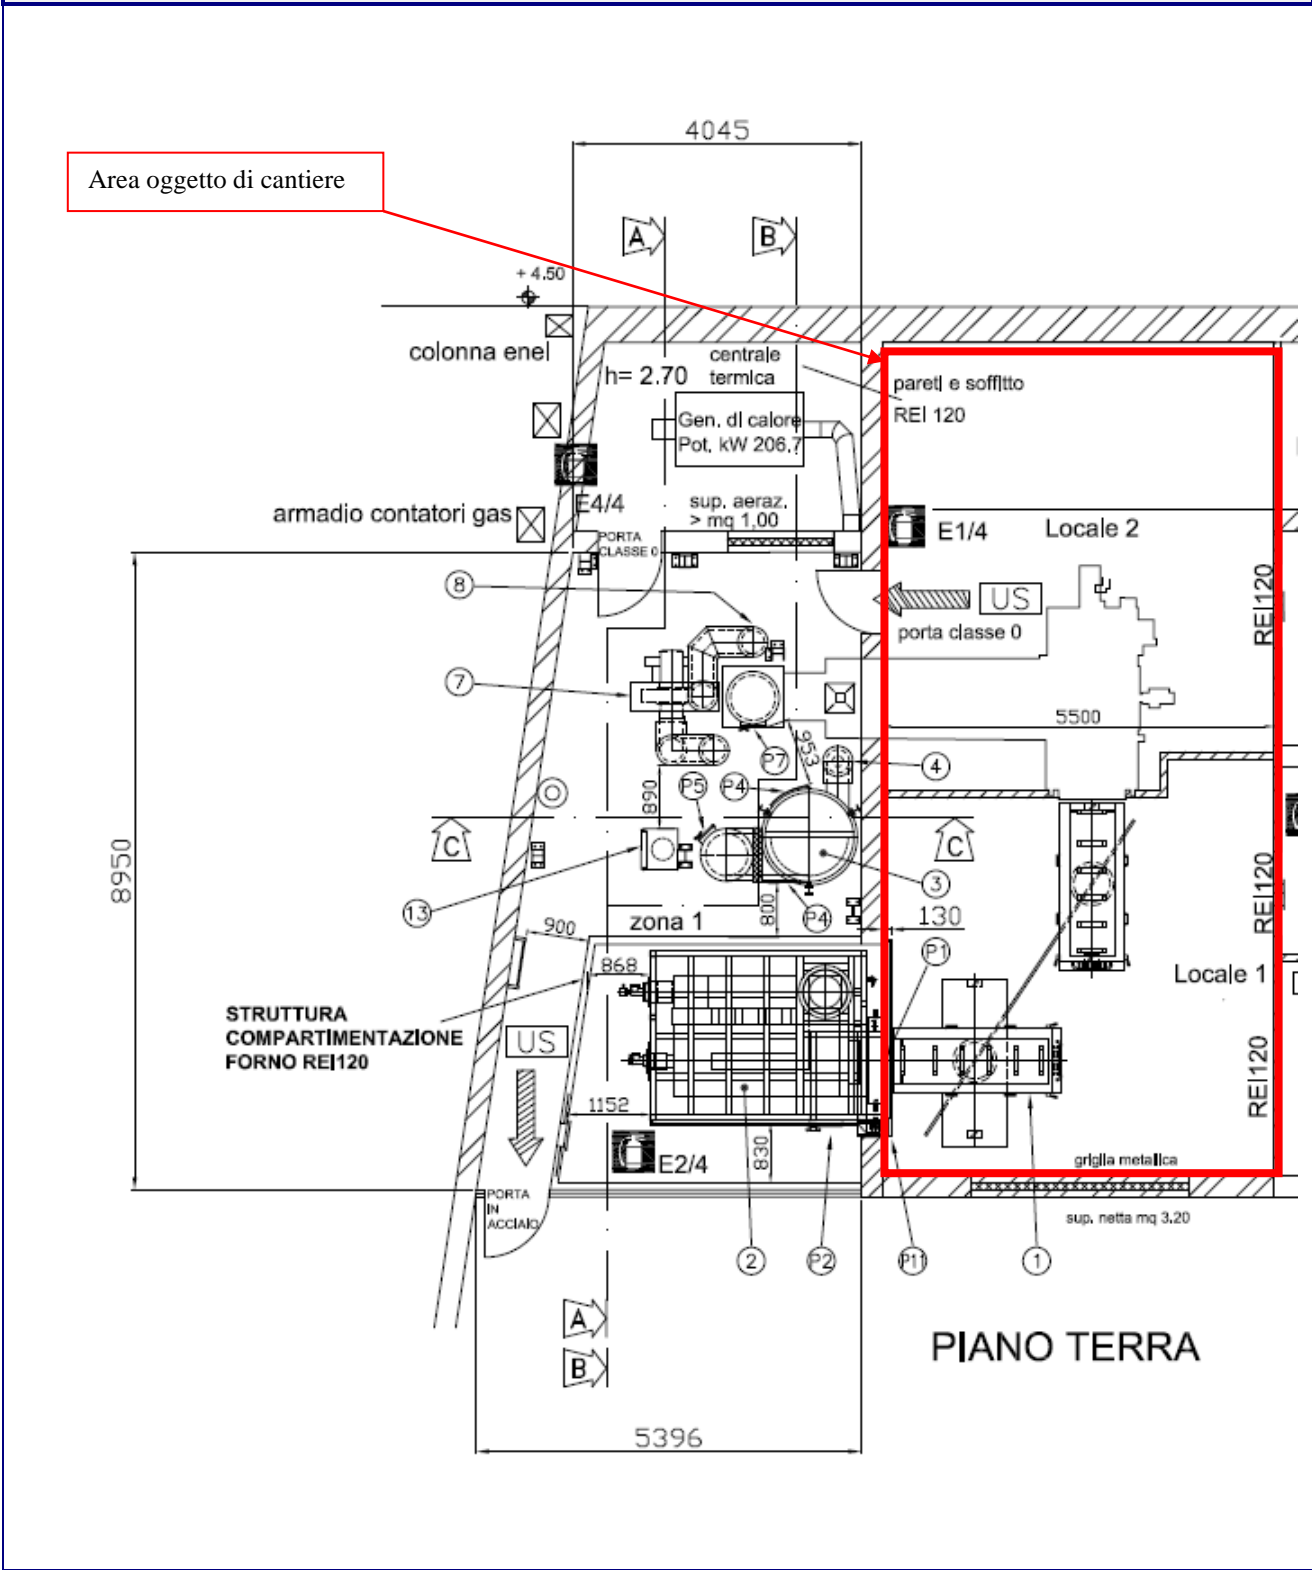 4045
Area oggetto di cantiere
A
B
+ 4.50
colonna enel
h= 2.70
centrale
termica
pareti e soffitto
REI 120
Gen. di calore
Pot. kW 206.7
E4/4
sup. aeraz.
> mq 1,00
armadio contatori gas
E1/4
Locale 2
PORTA
CLASSE 0
8
US
REI120
porta classe 0
7
5500
P7
953
4
P5
P4
890
C
C
8950
3
13
P4
800
zona 1
900
130
REI120
P1
868
Locale 1
STRUTTURA
COMPARTIMENTAZIONE
FORNO REI120
US
REI120
1152
E2/4
830
griglia metallica
PORTA
IN
ACCIAIO
sup. netta mq 3.20
2
P2
P11
1
A
B
PIANO TERRA
5396